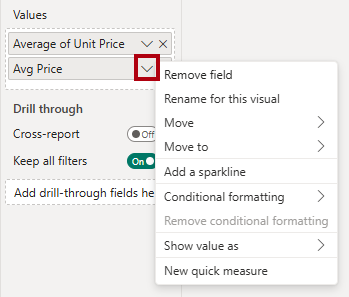 Values
Average of Unit Price
Avg Price
Drill through
Cross-report
Off
Keep all filters
On
Add drill-through fields he
Remove field
Rename for this visual
Move
Move to
Add a sparkline
Conditional formatting
Remove conditional formatting
Show value as
New quick measure